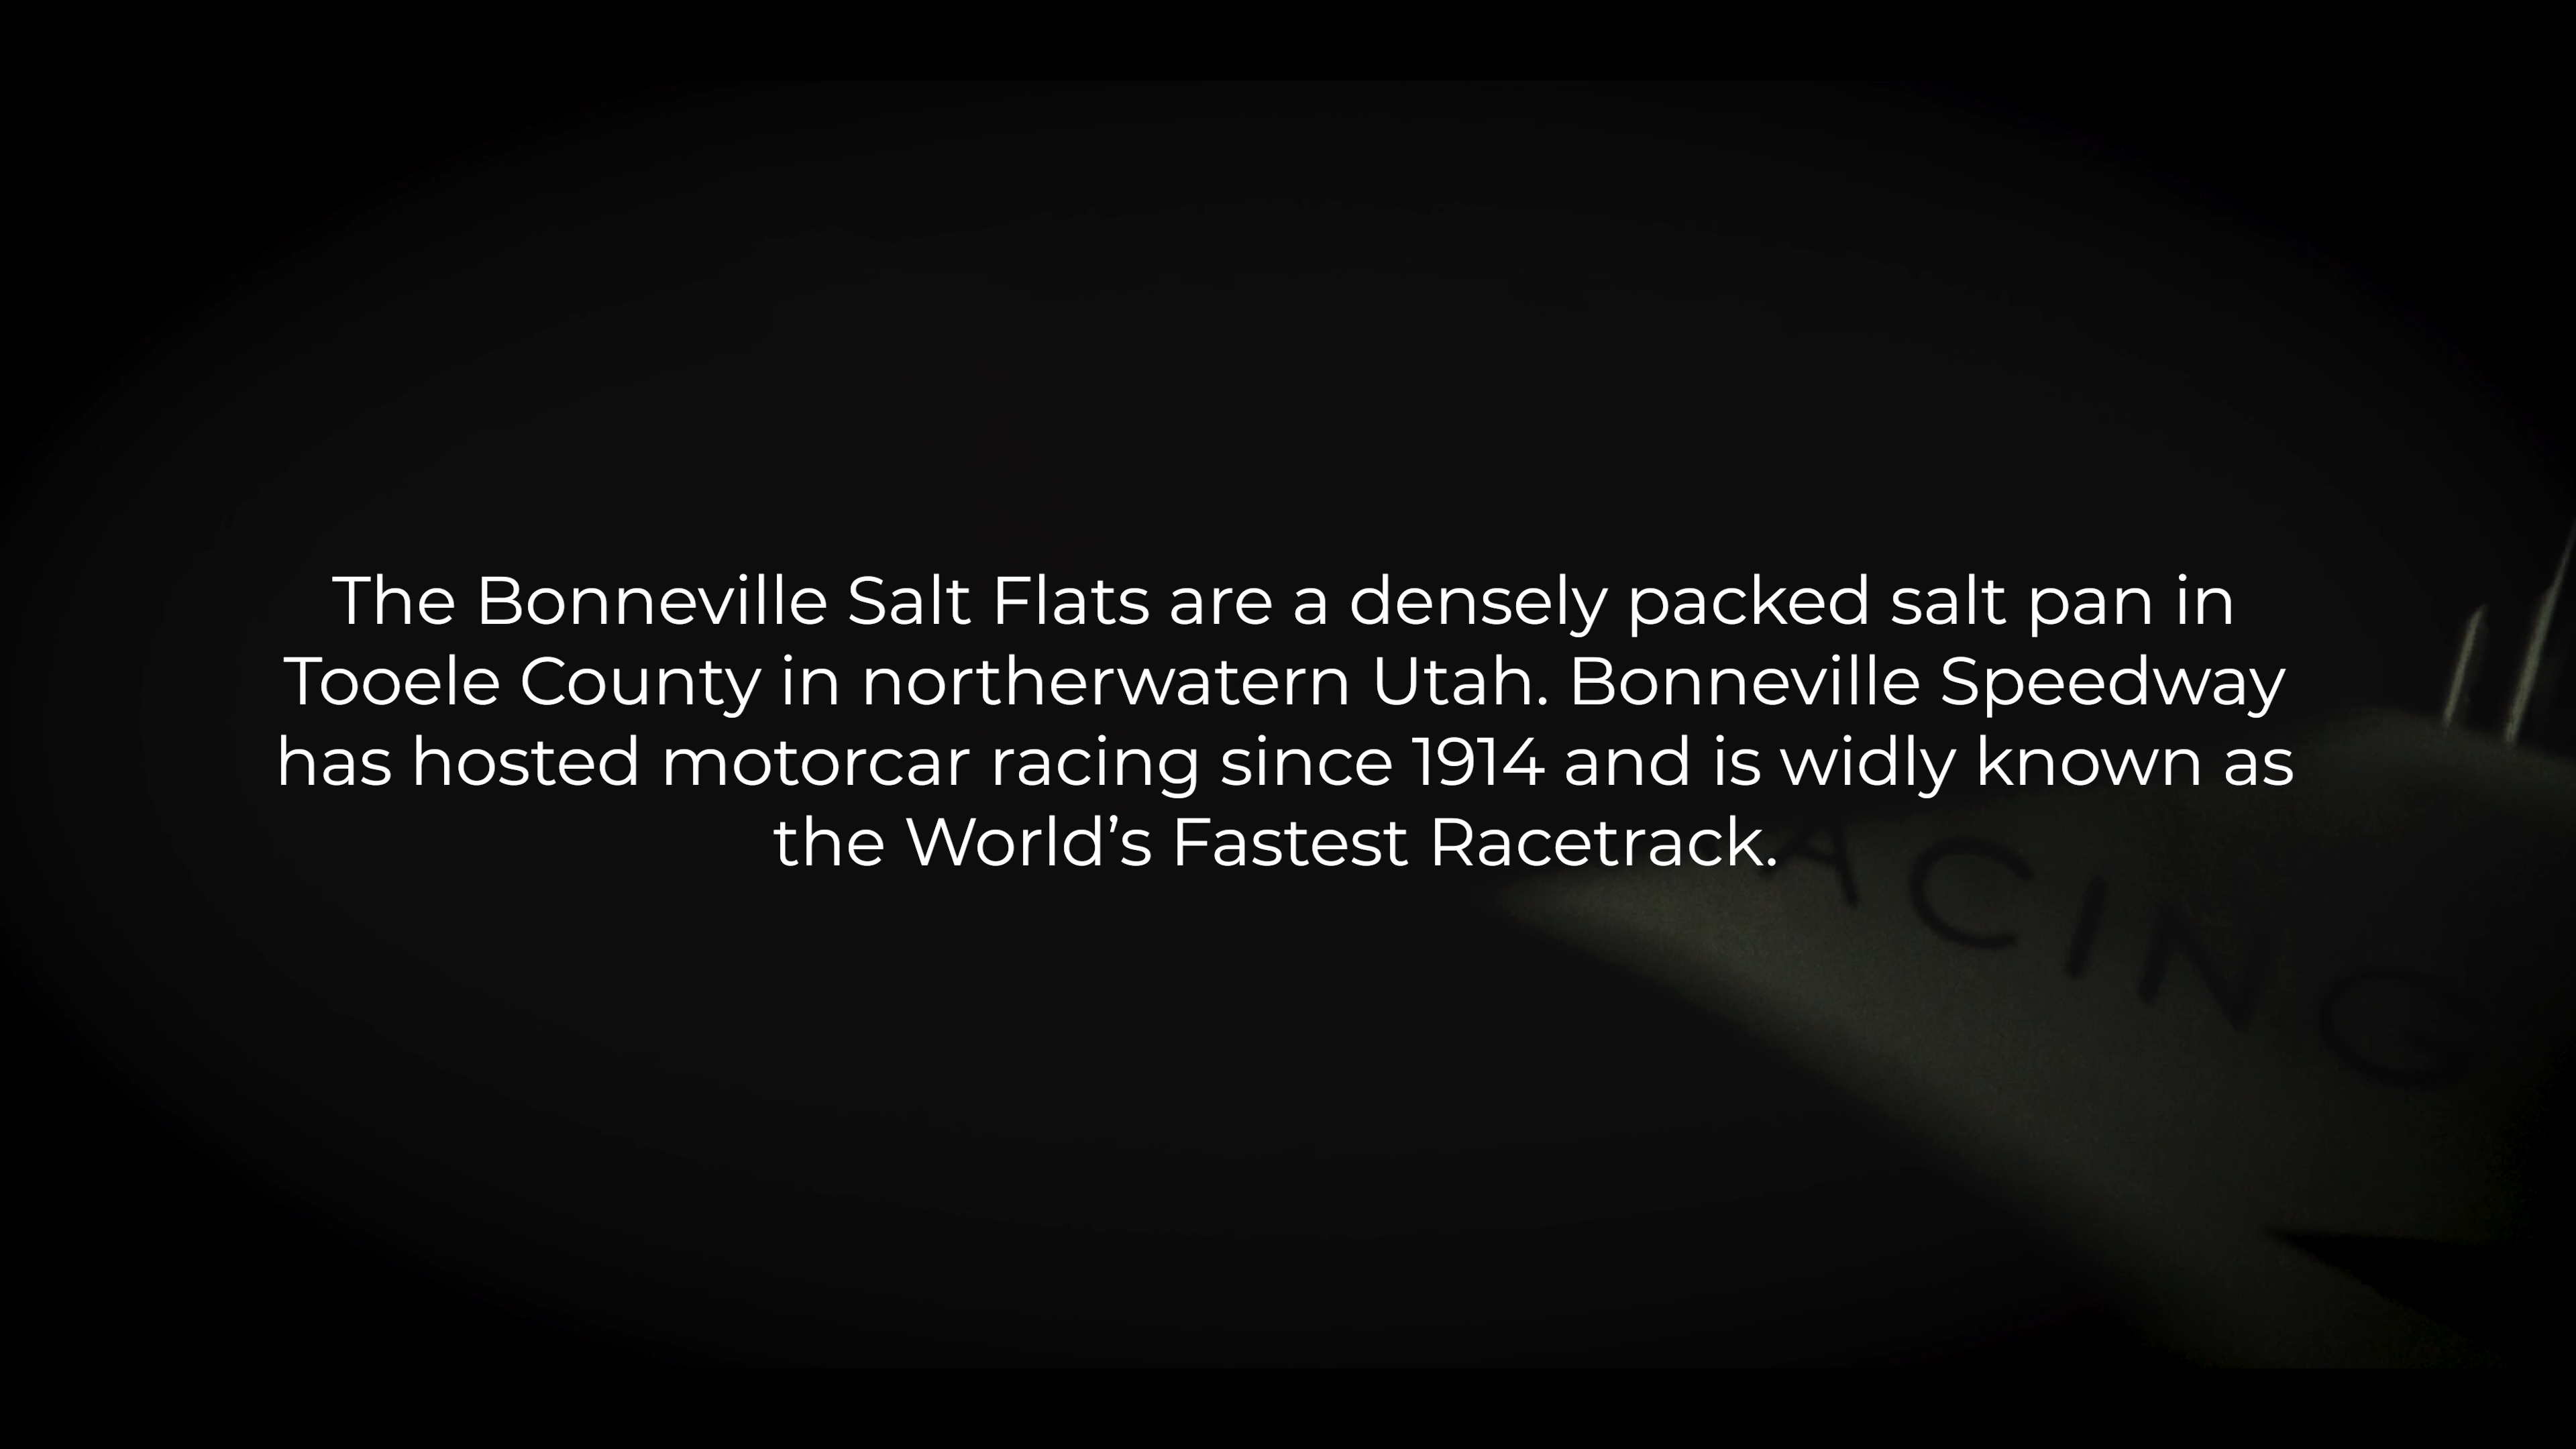 The Bonneville Salt Flats are a densely packed salt pan in
Tooele County in northerwatern Utah. Bonneville Speedway
has hosted motorcar racing since 1914 and is widly known as
the World’s Fastest Racetrack.
ACING